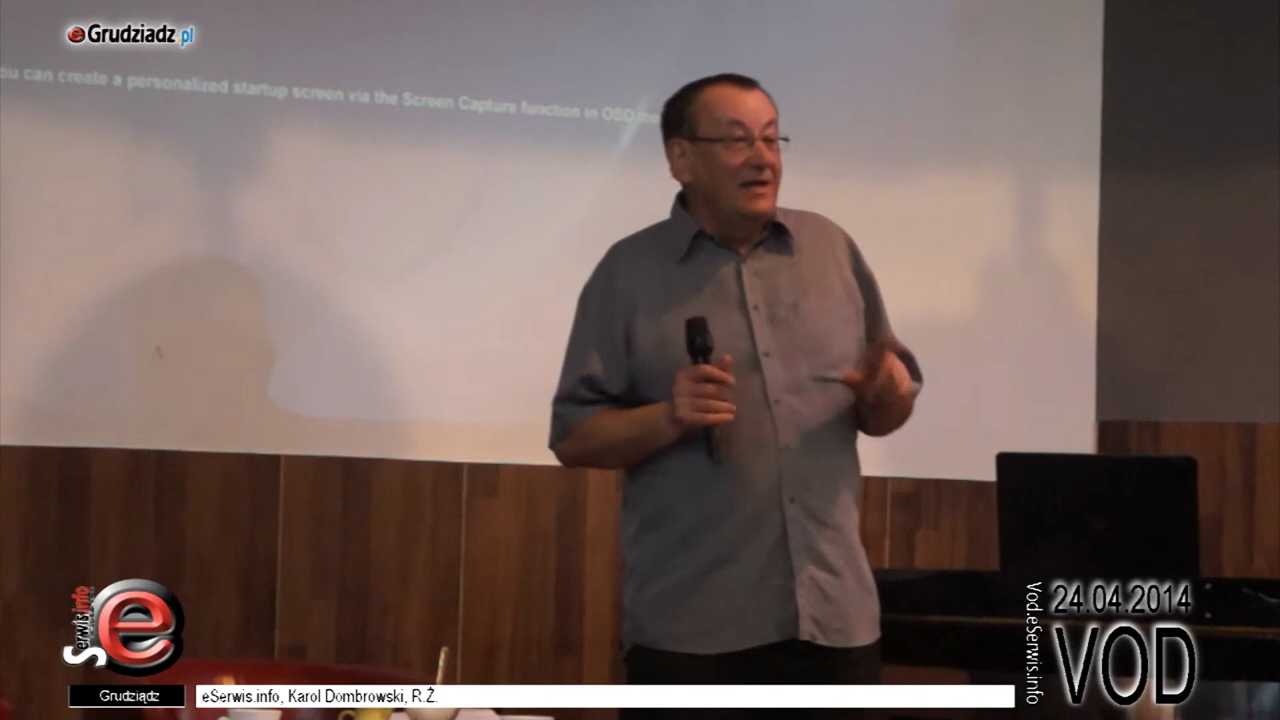 eGrudziadz.pl
ou can create a personalized startup screen via the Screen Capture function in OSD
Serwis.info
e
Grudziądz
eSerwis.info, Karol Dombrowski, R.Ż.
Vod.eSerwis.info
24.04.2014
VOD